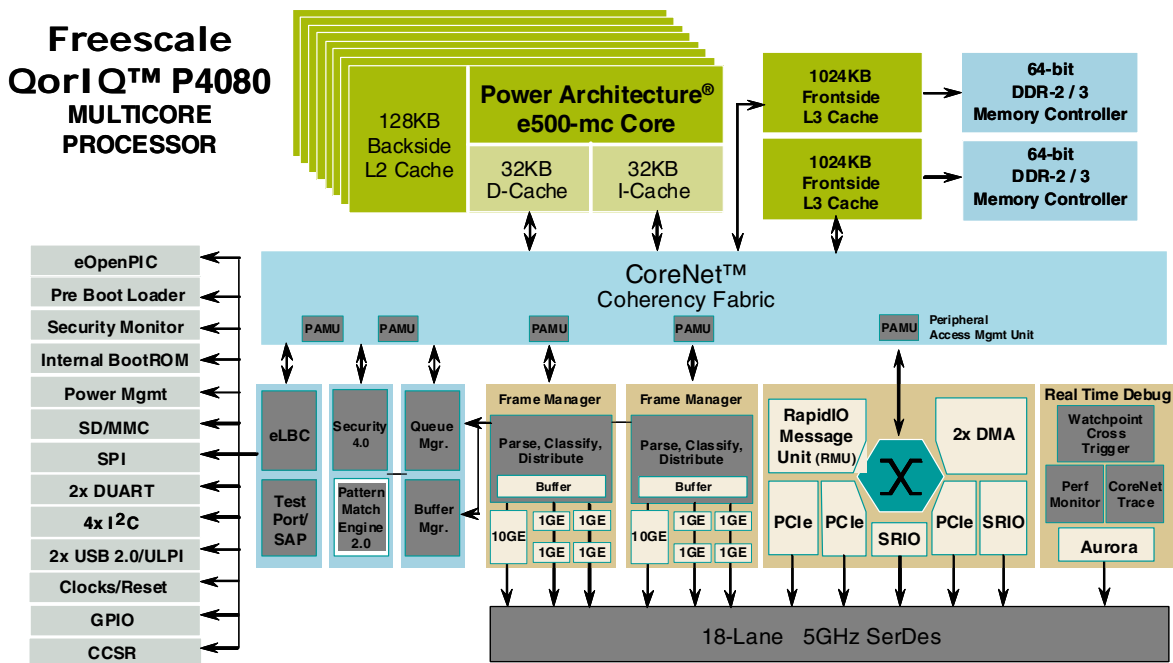 Freescale
QorIQ™ P4080
MULTICORE
PROCESSOR
128KB
Backside
L2 Cache
Power Architecture®
e500-mc Core
32KB
D-Cache
32KB
I-Cache
1024KB
Frontside
L3 Cache
64-bit
DDR-2 / 3
Memory Controller
1024KB
Frontside
L3 Cache
64-bit
DDR-2 / 3
Memory Controller
eOpenPIC
Pre Boot Loader
Security Monitor
Internal BootROM
Power Mgmt
SD/MMC
SPI
2x DUART
4x I²C
2x USB 2.0/ULPI
Clocks/Reset
GPIO
CCSR
CoreNet™
Coherency Fabric
PAMU
PAMU
PAMU
PAMU
PAMU
Peripheral
Access Mgmt Unit
eLBC
Test
Port/
SAP
Security
4.0
Pattern
Match
Engine
2.0
Queue
Mgr.
Buffer
Mgr.
Frame Manager
Parse, Classify,
Distribute
Buffer
10GE
1GE
1GE
1GE
1GE
Frame Manager
Parse, Classify,
Distribute
Buffer
10GE
1GE
1GE
1GE
1GE
RapidIO
Message
Unit (RMU)
2x DMA
PCIe
PCIe
SRIO
PCIe
SRIO
Real Time Debug
Watchpoint
Cross
Trigger
Perf
Monitor
CoreNet
Trace
Aurora
18-Lane 5GHz SerDes